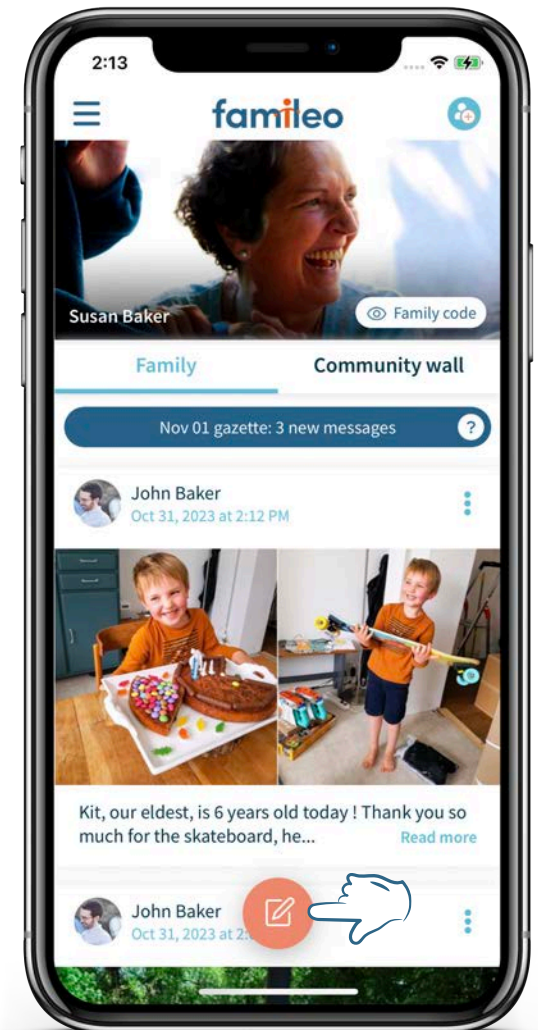 2:13
famileo
Susan Baker
Family code
Family
Community wall
Nov 01 gazette: 3 new messages
?
John Baker
Oct 31, 2023 at 2:12 PM
Kit, our eldest, is 6 years old today ! Thank you so
much for the skateboard, he...
Read more
John Baker
Oct 31, 2023 at 2: